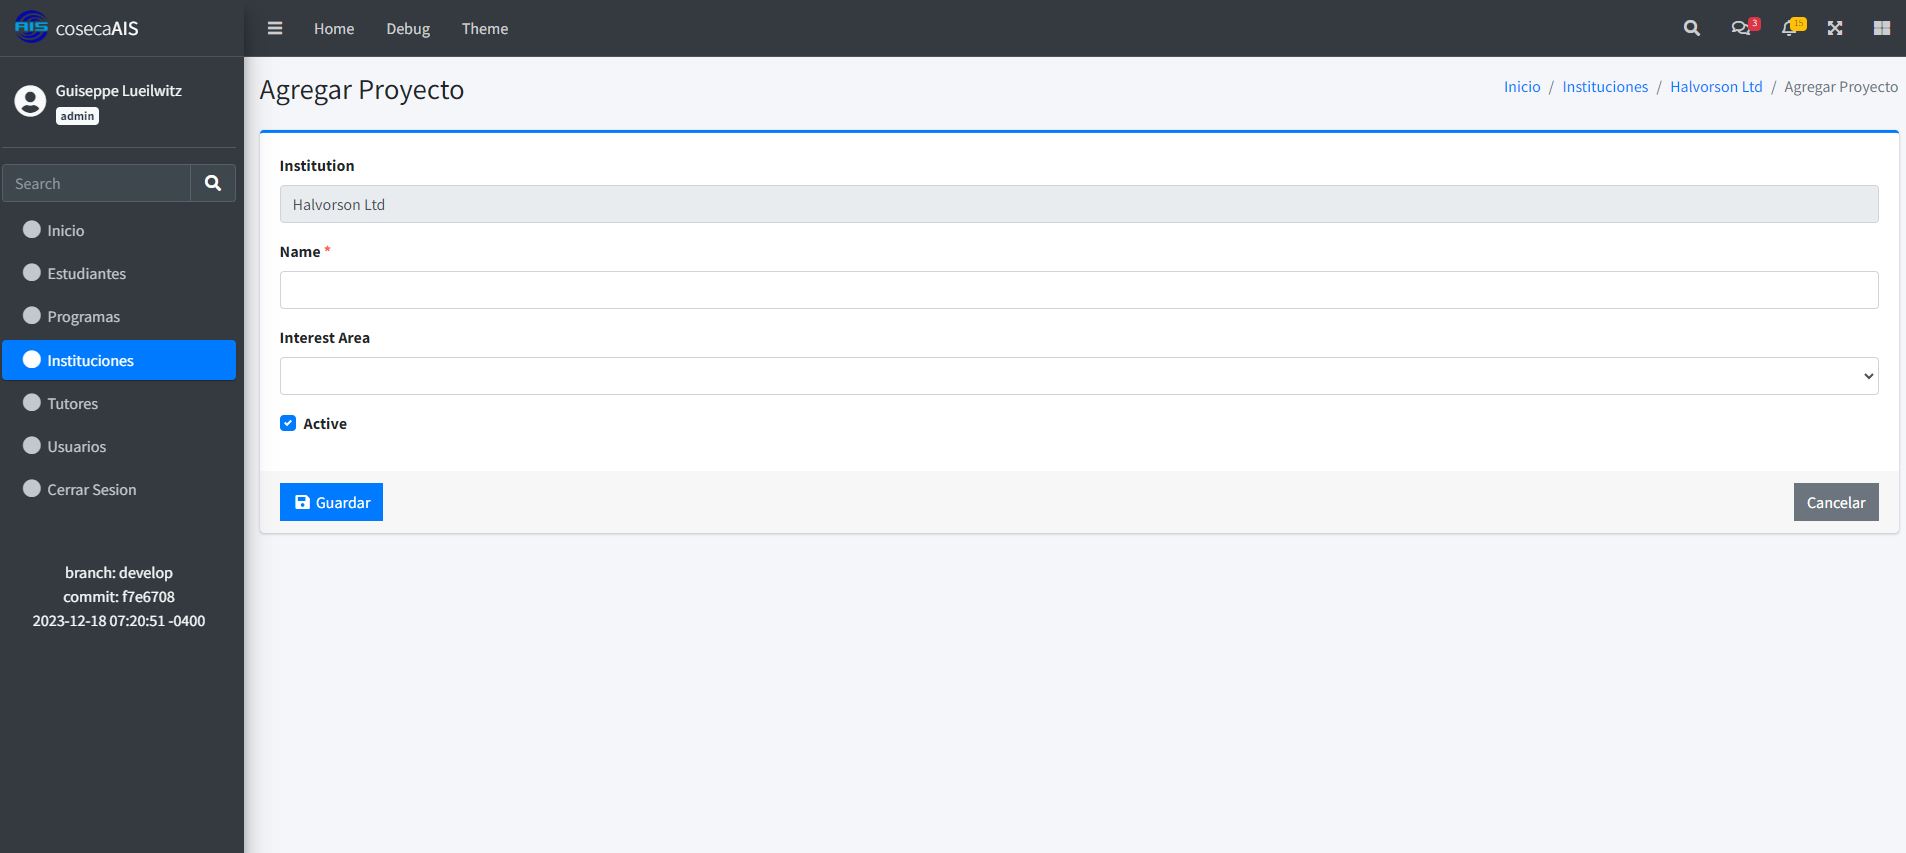 AIS cosecaAIS
Home Debug Theme
3 15
Guiseppe Lueilwitz
admin
Search
Inicio
Estudiantes
Programas
Instituciones
Tutores
Usuarios
Cerrar Sesion
branch: develop
commit: f7e6708
2023-12-18 07:20:51 -0400
Agregar Proyecto
Inicio / Instituciones / Halvorson Ltd / Agregar Proyecto
Institution
Halvorson Ltd
Name *
Interest Area
Active
Guardar
Cancelar